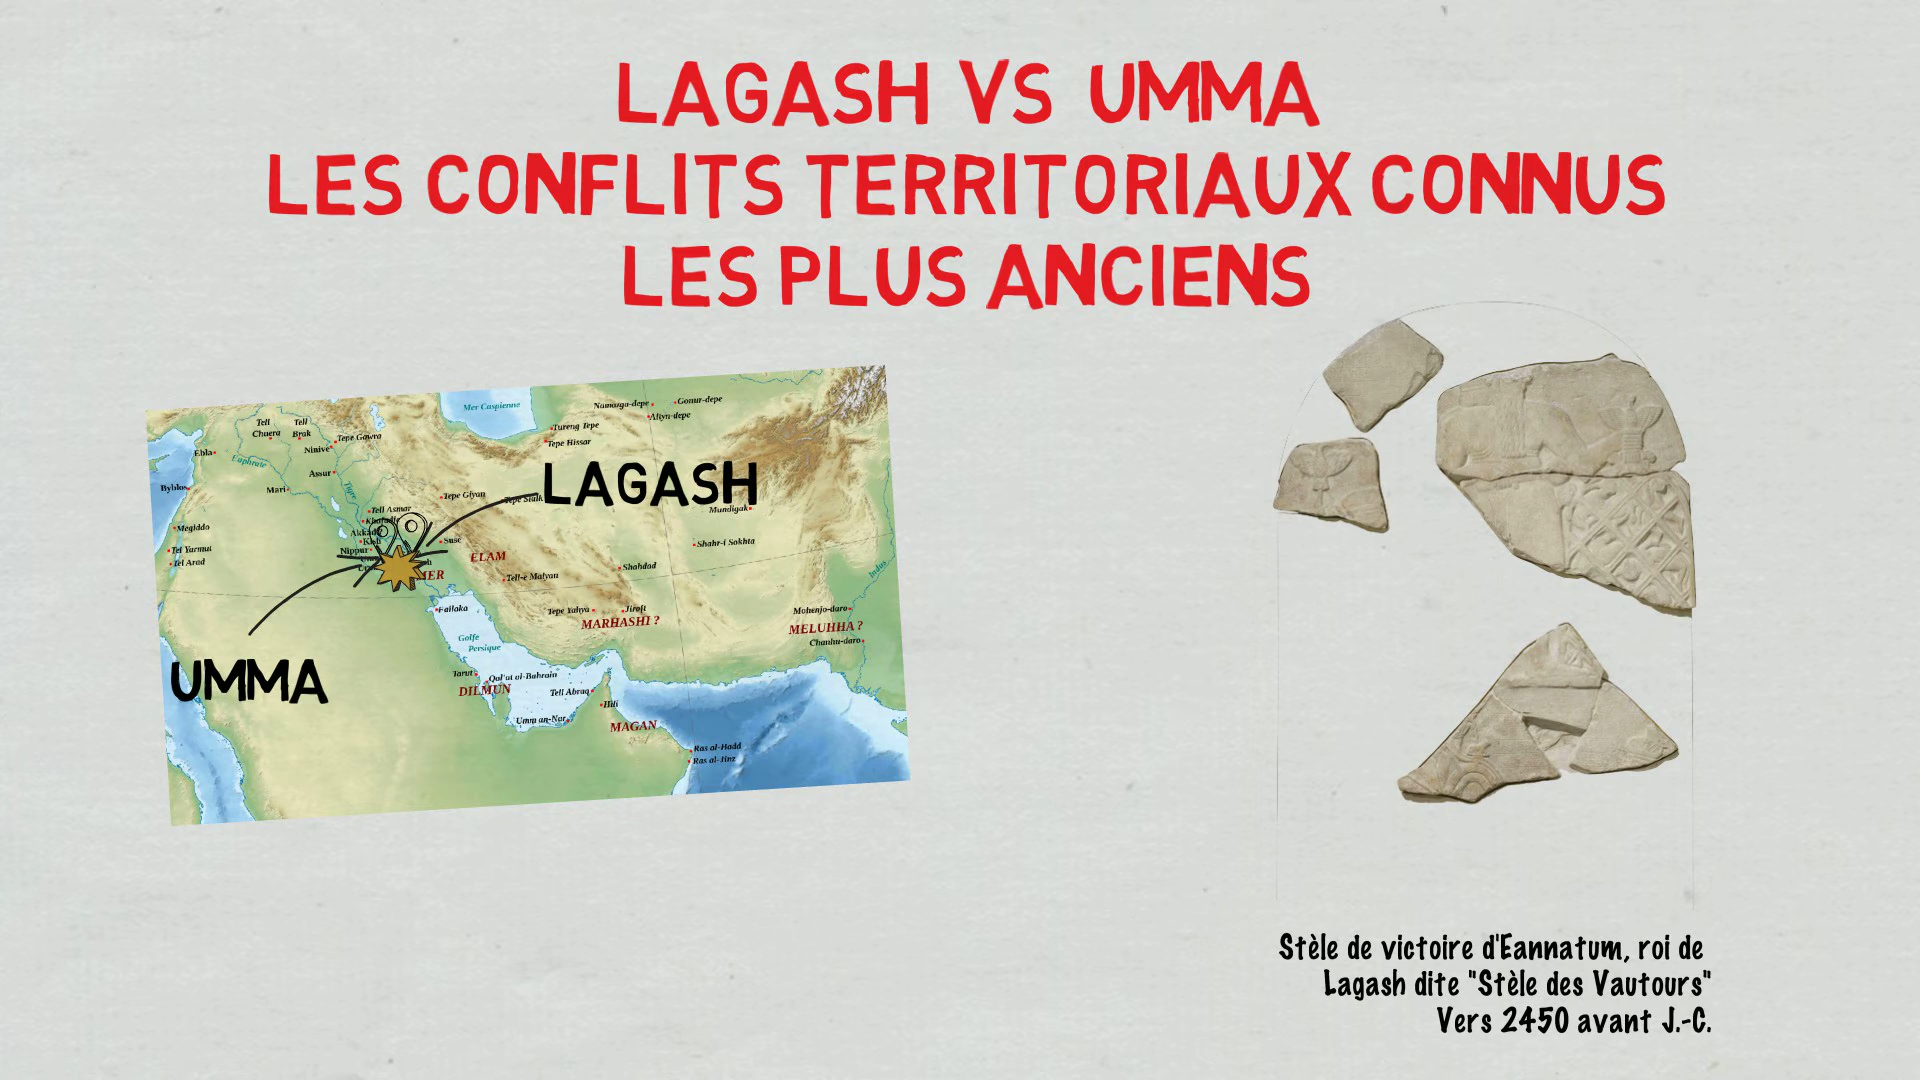 LAGASH VS UMMA
LES CONFLITS TERRITORIAUX CONNUS
LES PLUS ANCIENS
Mer Caspienne
Namazga-depe
Gonur-depe
Altyn-depe
Tureng Tepe
Tepe Hissar
Tell Chuera
Tell Brak
Tepe Gawra
Ninive
Ebla
Euphrate
Assur
Tigre
Byblos
Mari
Tepe Giyan
Tepe Sialk
LAGASH
Mundigak
Tell Asmar
Megiddo
Nippur
Suse
Shahr-i Sokhta
Tel Yarmut
Tel Arad
ELAM
Tell-e Malyan
Shahdad
Indus
Failaka
Tepe Yahya
Jiroft
MARHASHI ?
Mohenjo-daro
MELUHHA ?
Chanhu-daro
Golfe
Persique
UMMA
Tarut
Qal'at al-Bahrain
DILMUN
Tell Abraq
Hili
Umm an-Nar
MAGAN
Ras al-Hadd
Ras al-Jinz
Stèle de victoire d'Eannatum, roi de
Lagash dite "Stèle des Vautours"
Vers 2450 avant J.-C.